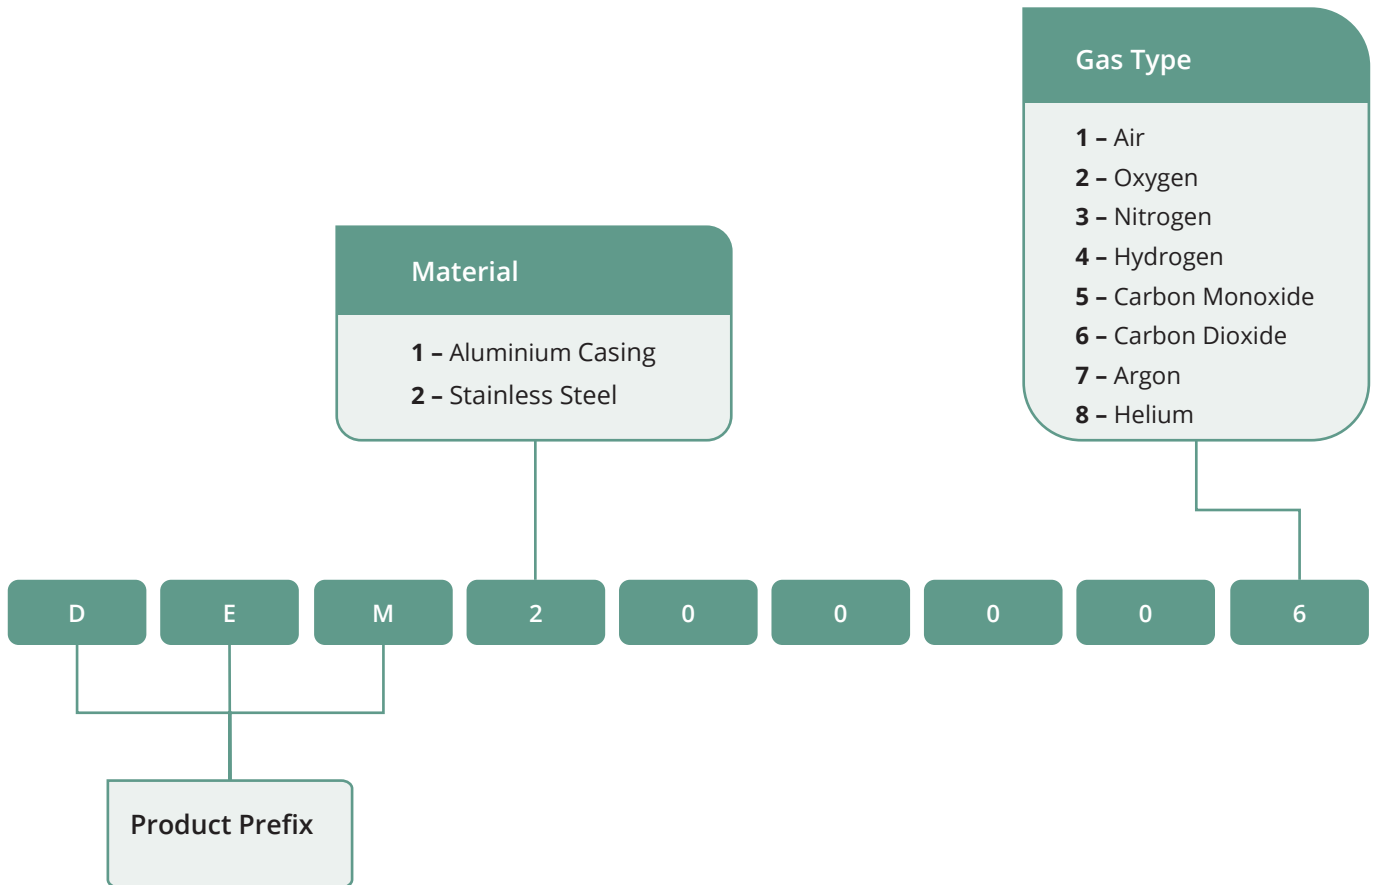 Gas Type
1 – Air
2 – Oxygen
3 – Nitrogen
4 – Hydrogen
5 – Carbon Monoxide
6 – Carbon Dioxide
7 – Argon
8 – Helium
Material
1 – Aluminium Casing
2 – Stainless Steel
D E M 2 0 0 0 0 6
Product Prefix